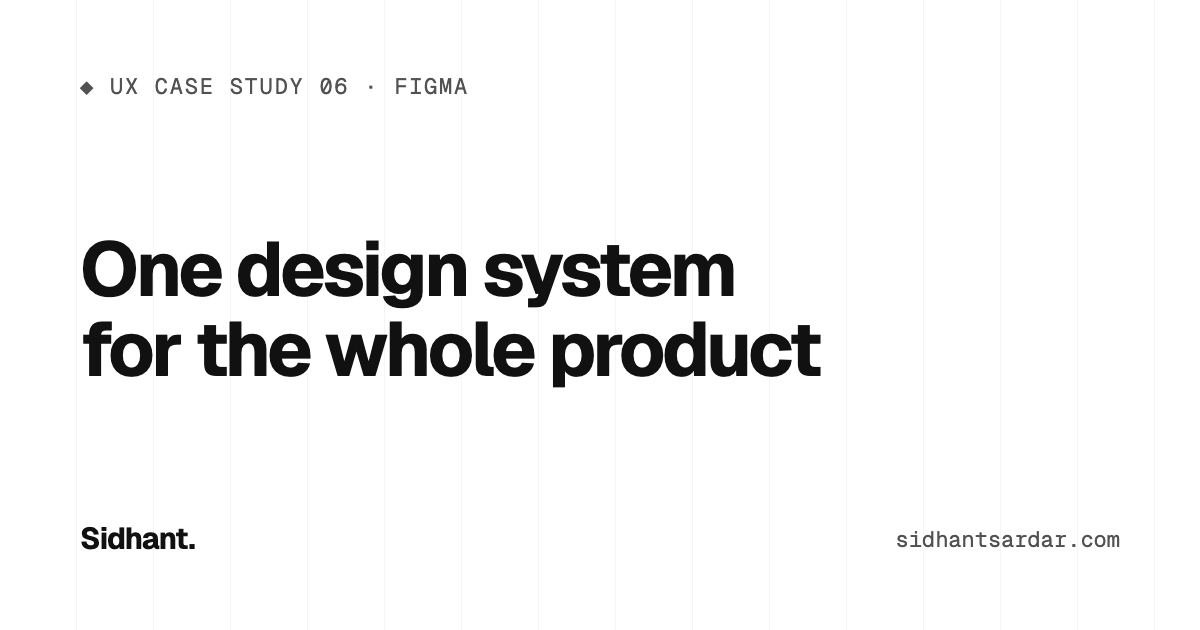 ◆ UX CASE STUDY 06 · FIGMA
One design system
for the whole product
Sidhant.
sidhantsardar.com